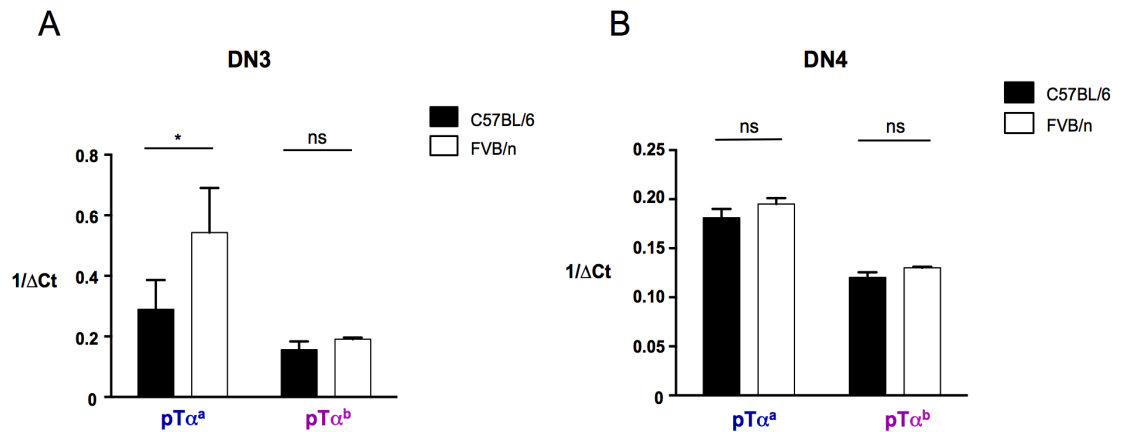 A
DN3
C57BL/6
FVB/n
*
ns
0.8
0.6
0.4
0.2
0
1/ΔCt
pTαᵃ
pTαᵇ
B
DN4
C57BL/6
FVB/n
ns
ns
0.25
0.20
0.15
0.10
0.05
0
1/ΔCt
pTαᵃ
pTαᵇ